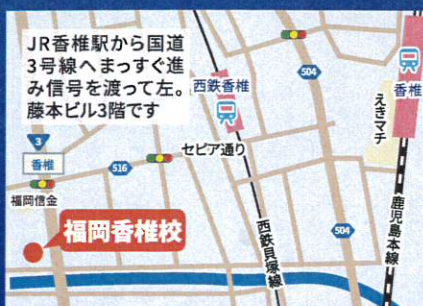 JR香椎駅から国道
3号線へまっすぐ進
み信号を渡って左。
藤本ビル3階です
504
西鉄香椎
香椎
えきマチ
3
香椎
セピア通り
516
福岡信金
福岡香椎校
504
西鉄貝塚線
鹿児島本線